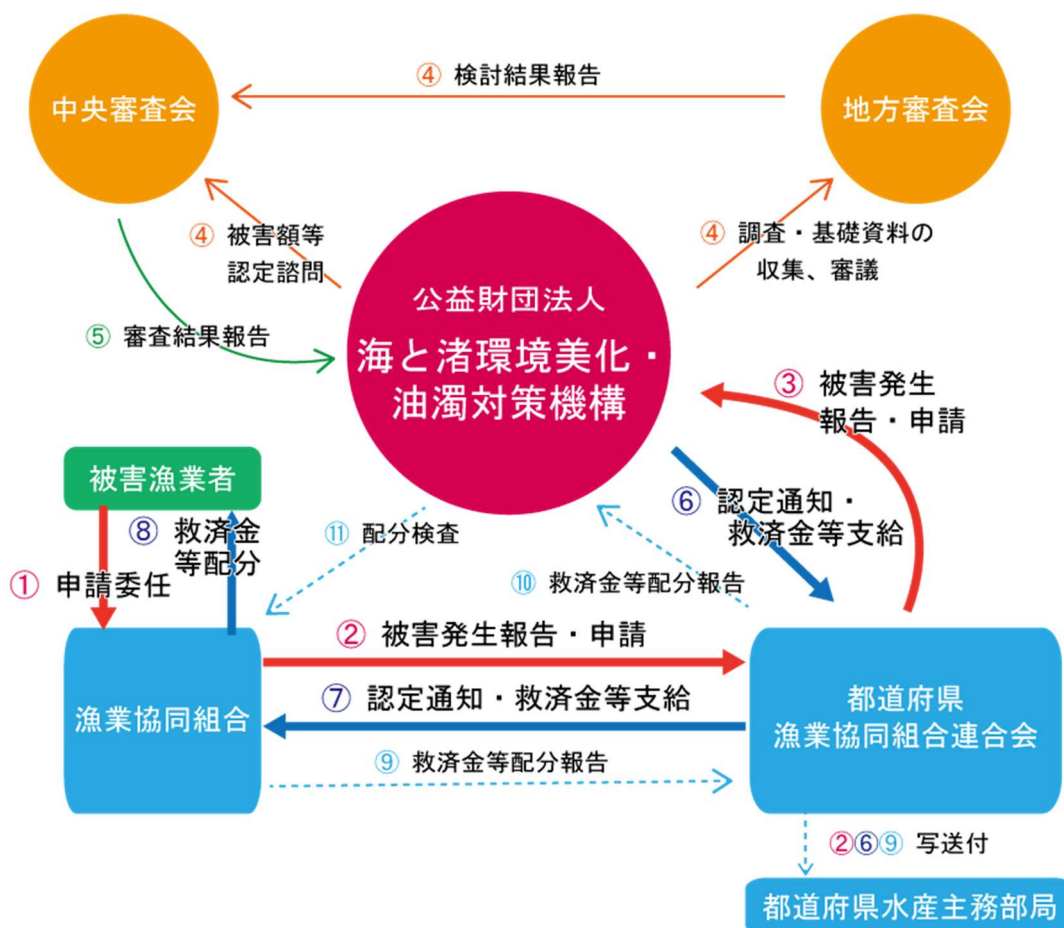 ④ 検討結果報告
中央審査会
地方審査会
④ 被害額等
認定諮問
④ 調査・基礎資料の
収集、審議
公益財団法人
海と渚環境美化・
油濁対策機構
⑤ 審査結果報告
③ 被害発生
報告・申請
被害漁業者
⑧ 救済金
等配分
⑪ 配分検査
⑥ 認定通知・
救済金等支給
⑩ 救済金等配分報告
① 申請委任
② 被害発生報告・申請
⑦ 認定通知・救済金等支給
漁業協同組合
都道府県
漁業協同組合連合会
⑨ 救済金等配分報告
②⑥⑨ 写送付
都道府県水産主務部局